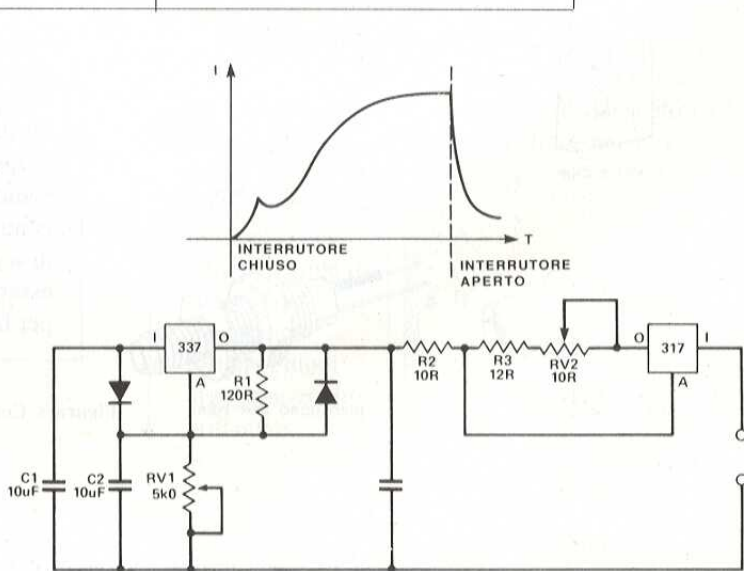 I
T
INTERRUTORE
CHIUSO
INTERRUTORE
APERTO
I
337
O
A
R1
120R
R2
10R
R3
12R
RV2
10R
O
317
I
A
C1
10uF
C2
10uF
RV1
5k0